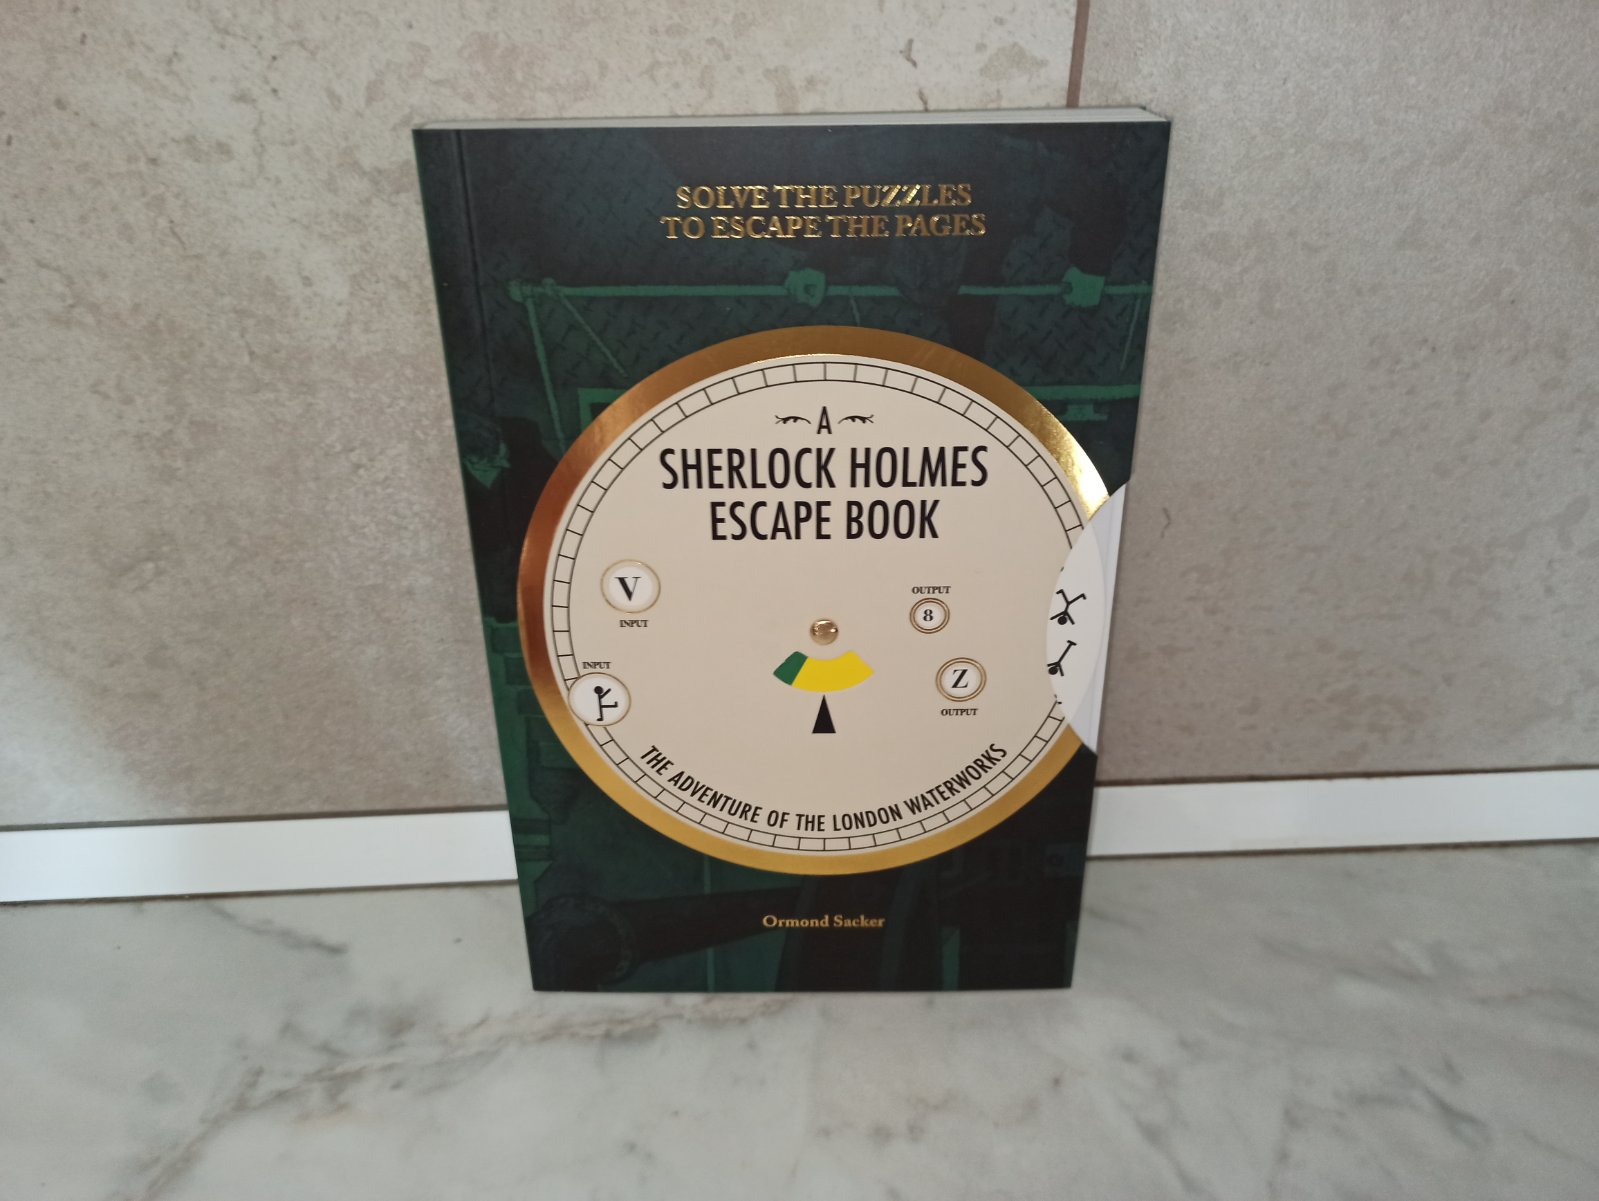 SOLVE THE PUZZLES
TO ESCAPE THE PAGES
A
SHERLOCK HOLMES
ESCAPE BOOK
V
INPUT
OUTPUT
8
INPUT
Z
OUTPUT
THE ADVENTURE OF THE LONDON WATERWORKS
Ormond Sacker